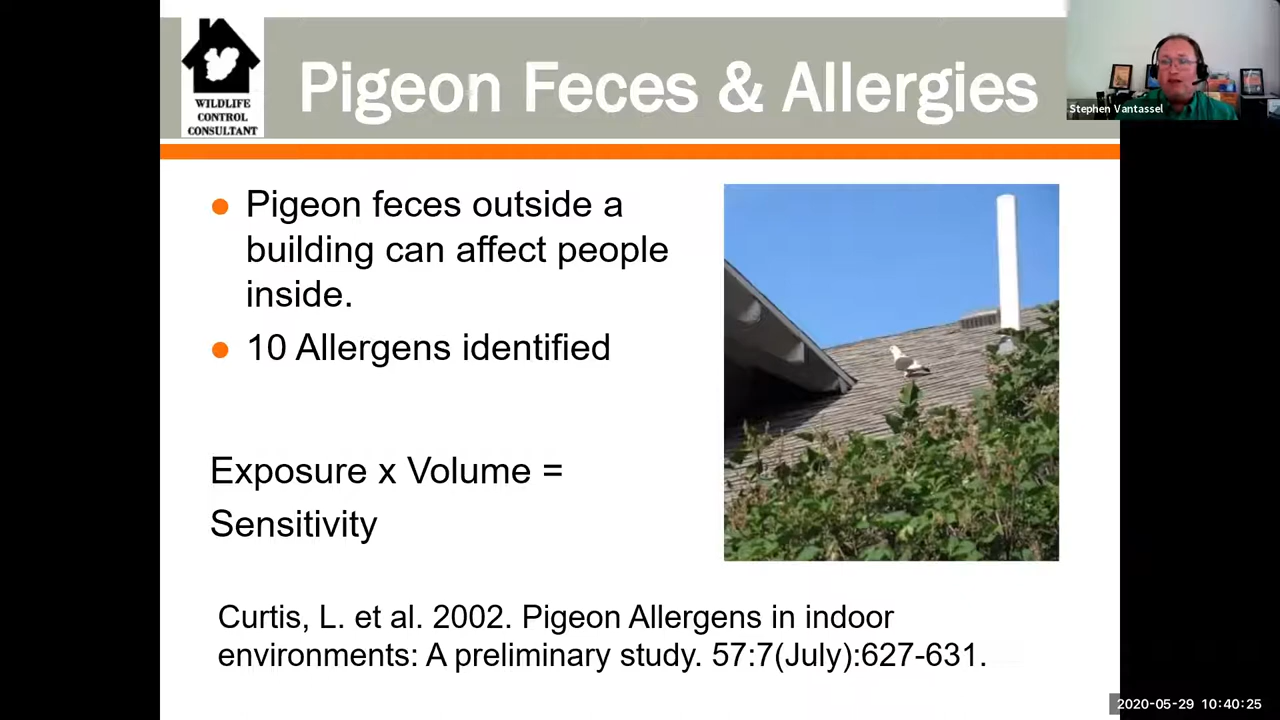 WILDLIFE
CONTROL
CONSULTANT
Pigeon Feces & Allergies
Stephen Vantassel
Pigeon feces outside a
building can affect people
inside.
10 Allergens identified
Exposure x Volume =
Sensitivity
Curtis, L. et al. 2002. Pigeon Allergens in indoor
environments: A preliminary study. 57:7(July):627-631.
2020-05-29 10:40:25